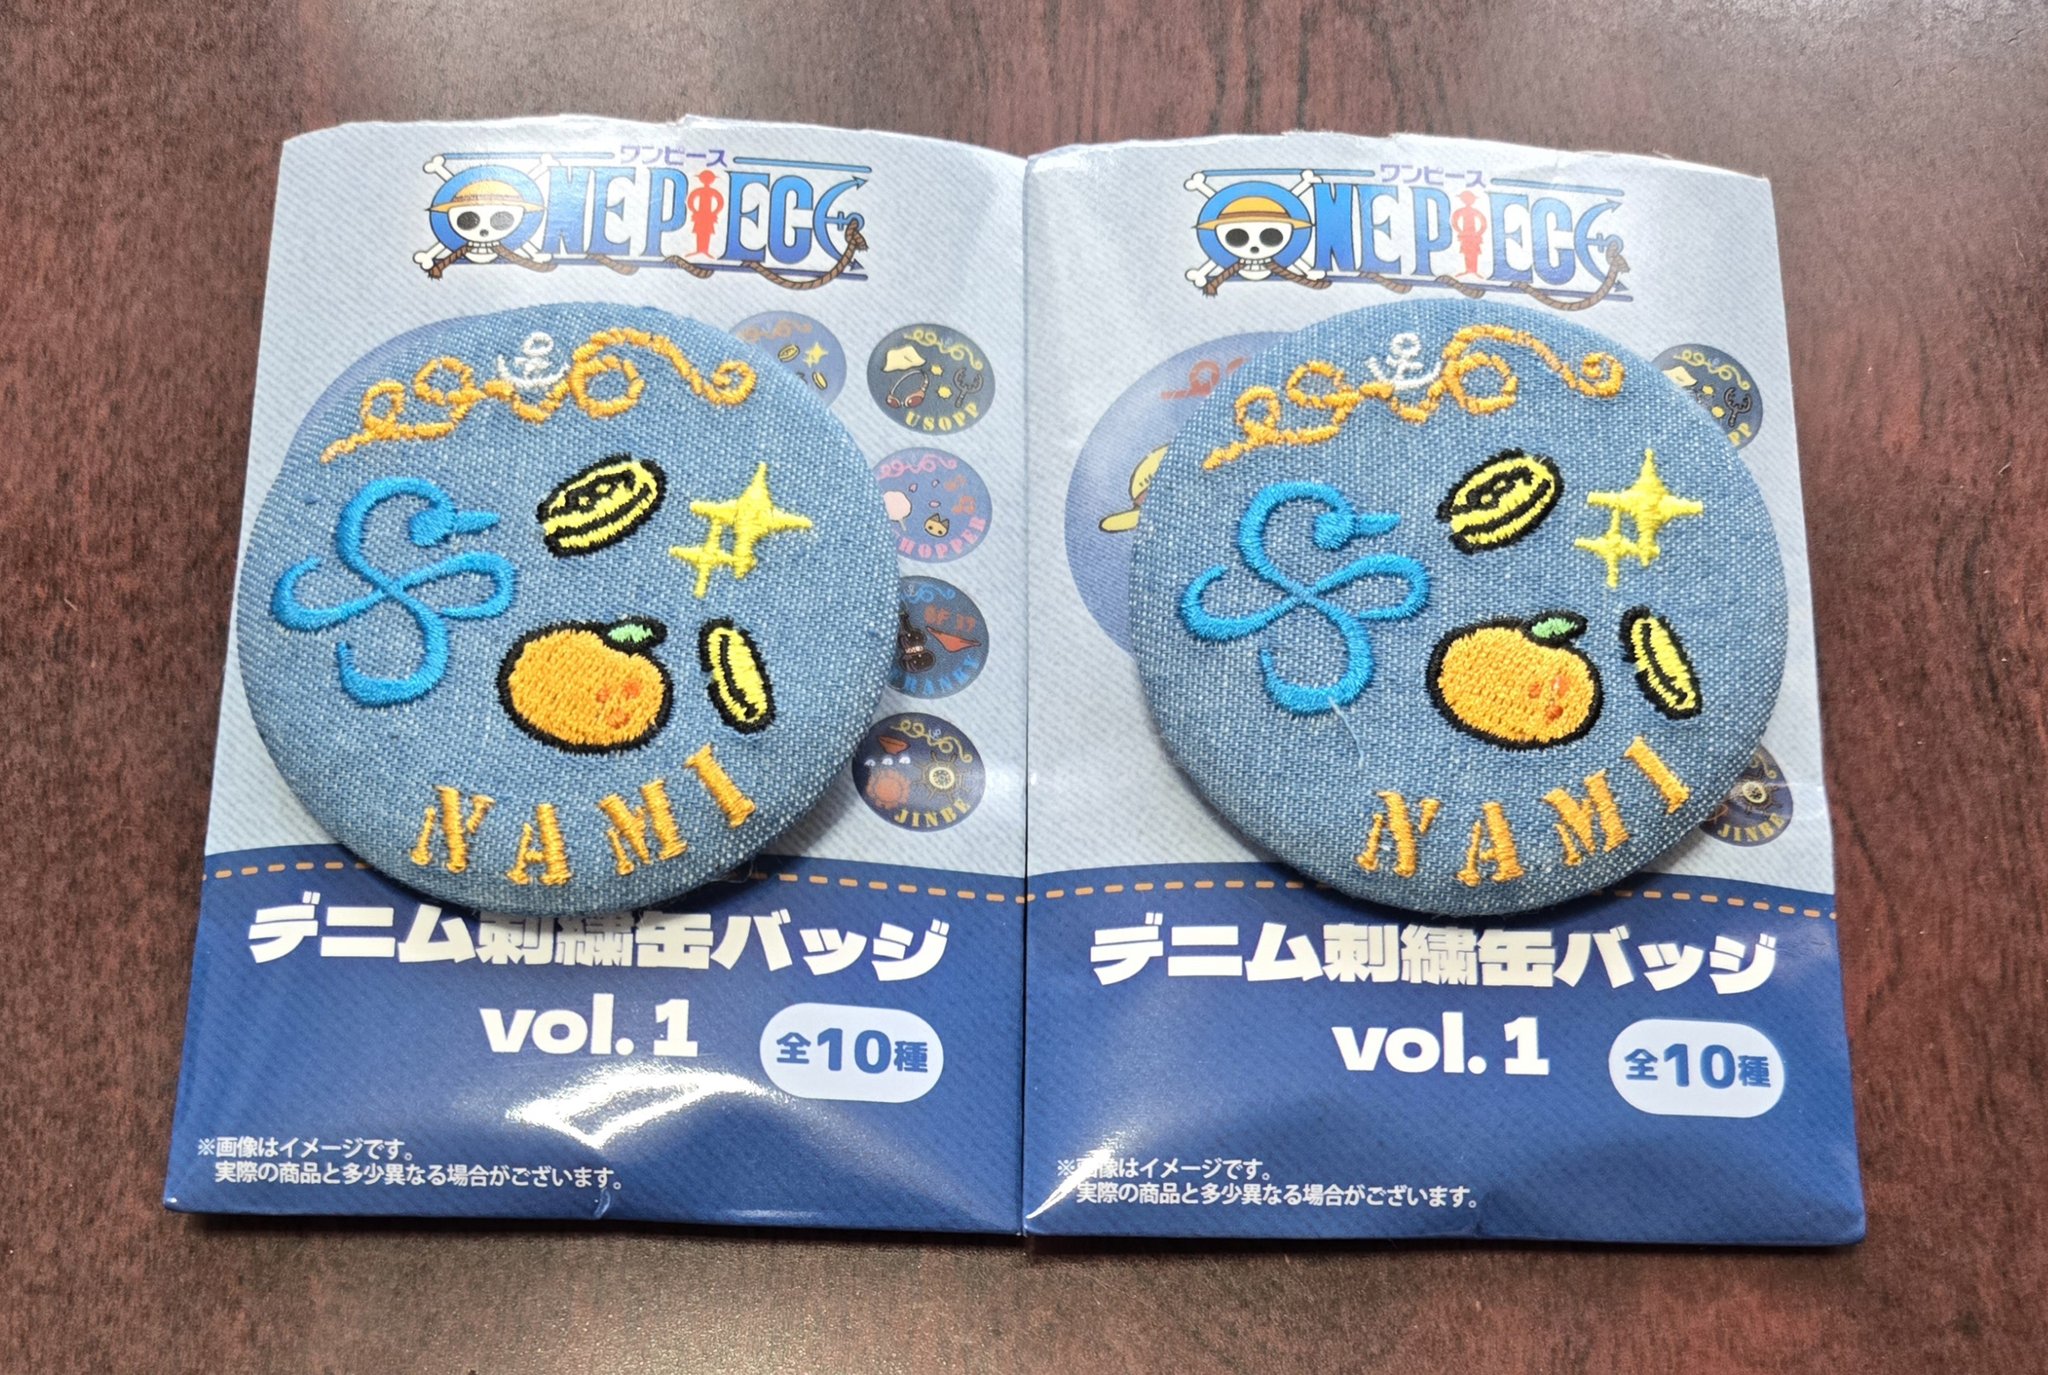 ワンピース
ONE PIECE
USOPP
HOPPER
BF 37
RANKY
JINBE
NAMI
デニム刺繍缶バッジ
vol.1
全10種
※画像はイメージです。
実際の商品と多少異なる場合がございます。
ワンピース
ONE PIECE
PP
JINBE
NAMI
デニム刺繍缶バッジ
vol.1
全10種
※画像はイメージです。
実際の商品と多少異なる場合がございます。